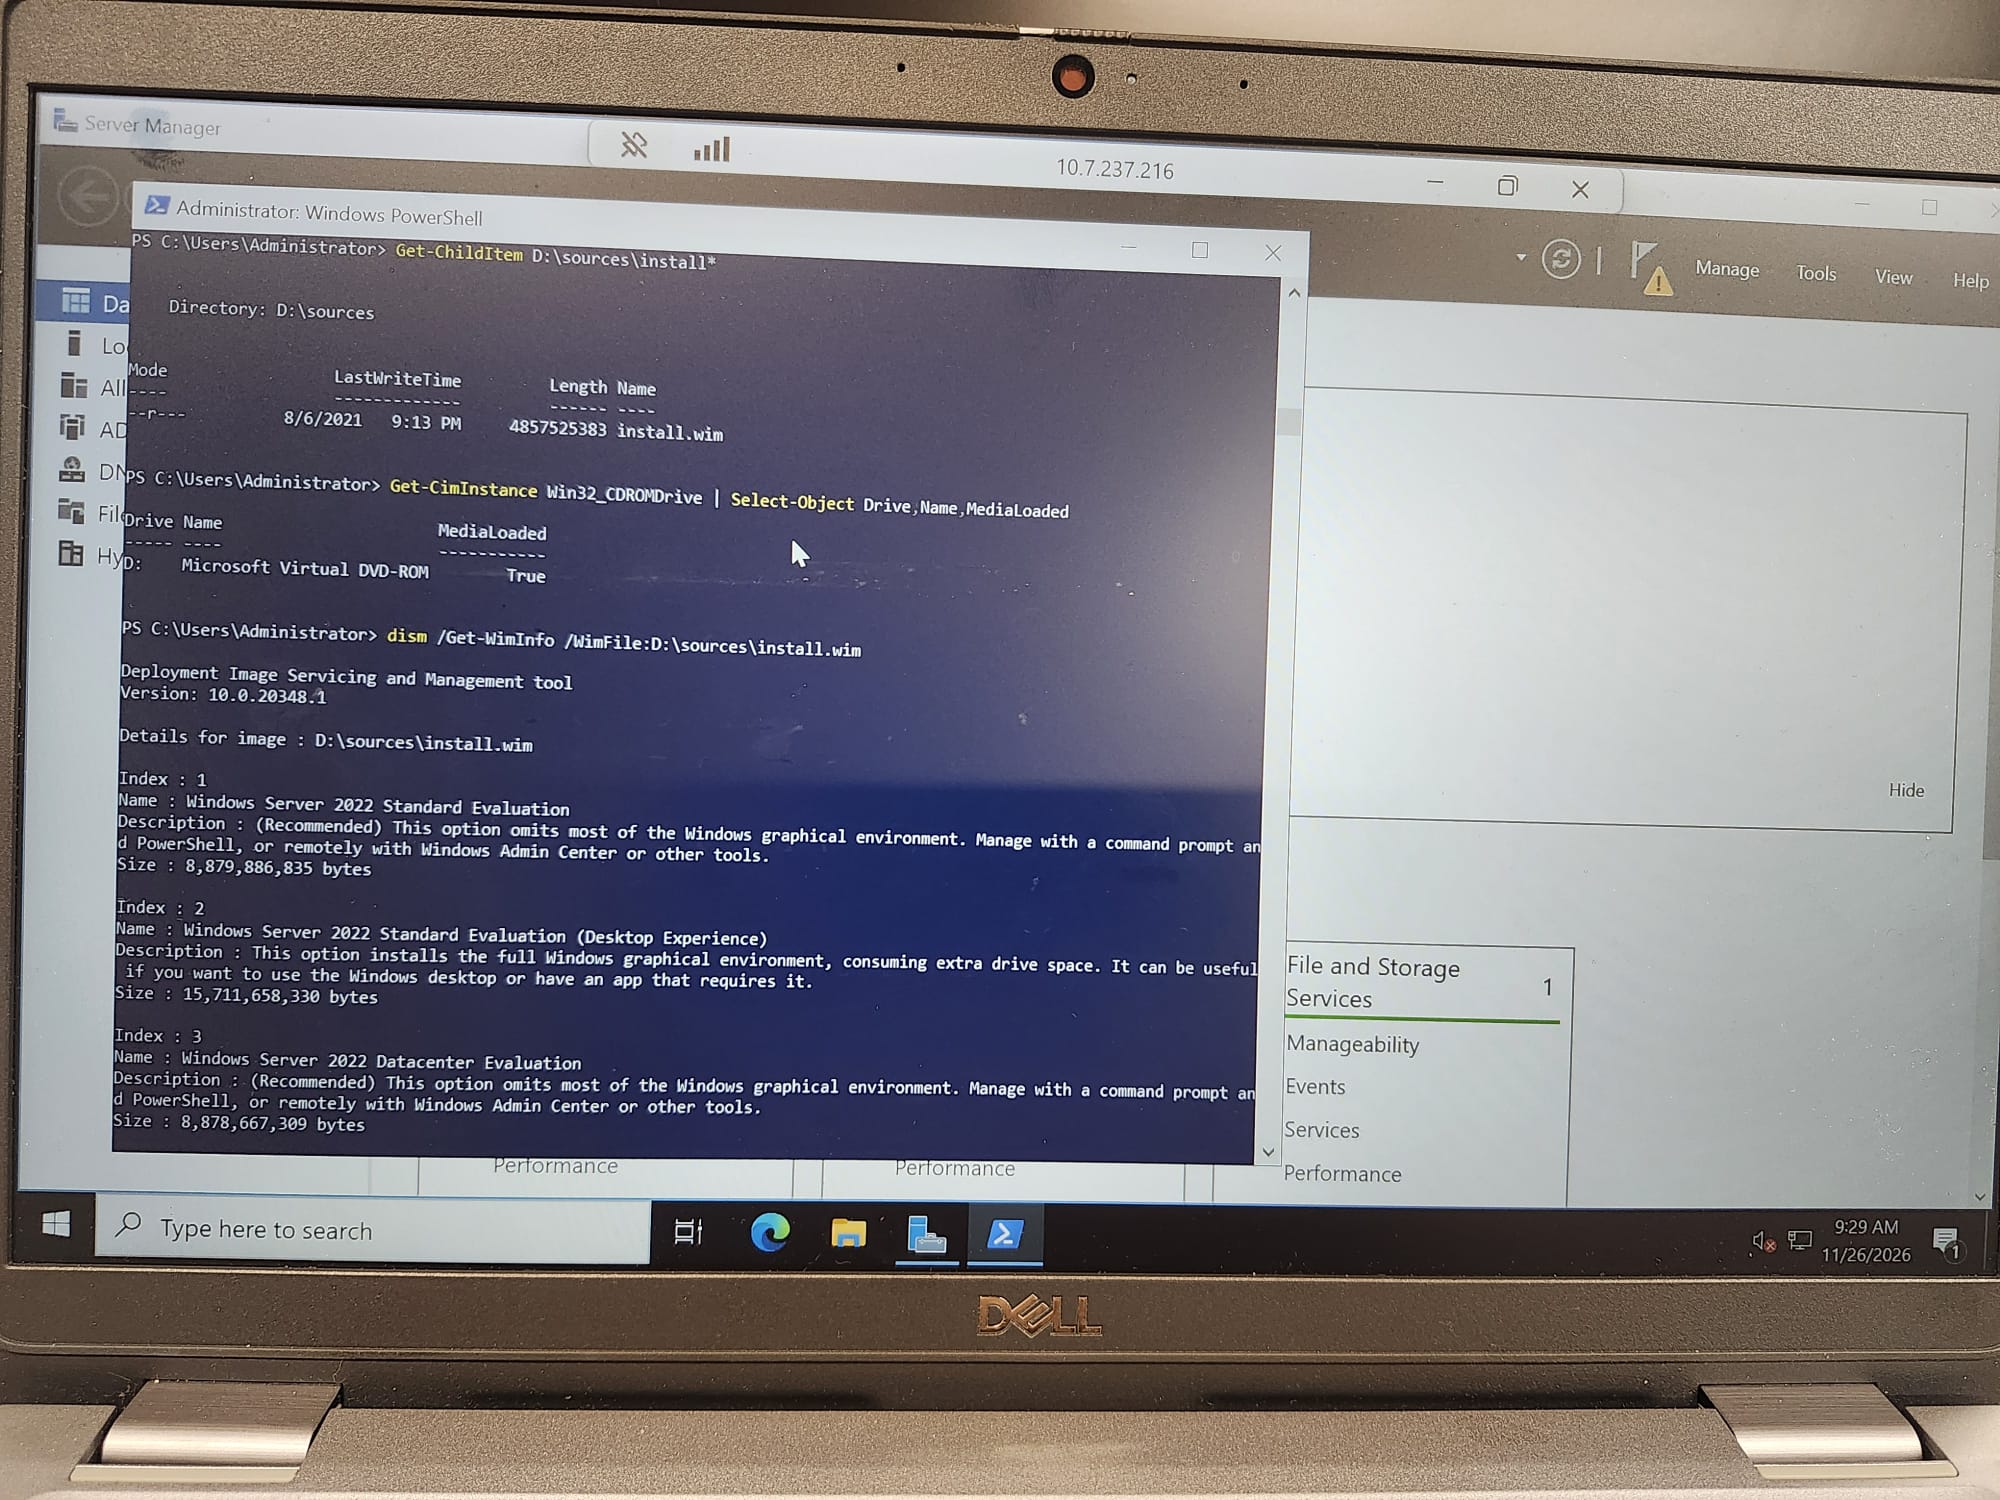 Server Manager
10.7.237.216
Administrator: Windows PowerShell
Manage Tools View Help
PS C:\Users\Administrator> Get-ChildItem D:\sources\install*
Directory: D:\sources
Mode LastWriteTime Length Name
---- ------------- ------ ----
--r--- 8/6/2021 9:13 PM 4857525383 install.wim
PS C:\Users\Administrator> Get-CimInstance Win32_CDROMDrive | Select-Object Drive,Name,MediaLoaded
Drive Name MediaLoaded
----- ---- -----------
D: Microsoft Virtual DVD-ROM True
PS C:\Users\Administrator> dism /Get-WimInfo /WimFile:D:\sources\install.wim
Deployment Image Servicing and Management tool
Version: 10.0.20348.1
Details for image : D:\sources\install.wim
Index : 1
Name : Windows Server 2022 Standard Evaluation
Description : (Recommended) This option omits most of the Windows graphical environment. Manage with a command prompt an
d PowerShell, or remotely with Windows Admin Center or other tools.
Size : 8,879,886,835 bytes
Index : 2
Name : Windows Server 2022 Standard Evaluation (Desktop Experience)
Description : This option installs the full Windows graphical environment, consuming extra drive space. It can be useful
if you want to use the Windows desktop or have an app that requires it.
Size : 15,711,658,330 bytes
Index : 3
Name : Windows Server 2022 Datacenter Evaluation
Description : (Recommended) This option omits most of the Windows graphical environment. Manage with a command prompt an
d PowerShell, or remotely with Windows Admin Center or other tools.
Size : 8,878,667,309 bytes
Da
Lo
All
AD
DN
File
Hy
Hide
File and Storage
Services 1
Manageability
Events
Services
Performance
Performance
Performance
Type here to search
9:29 AM
11/26/2026
1
DELL